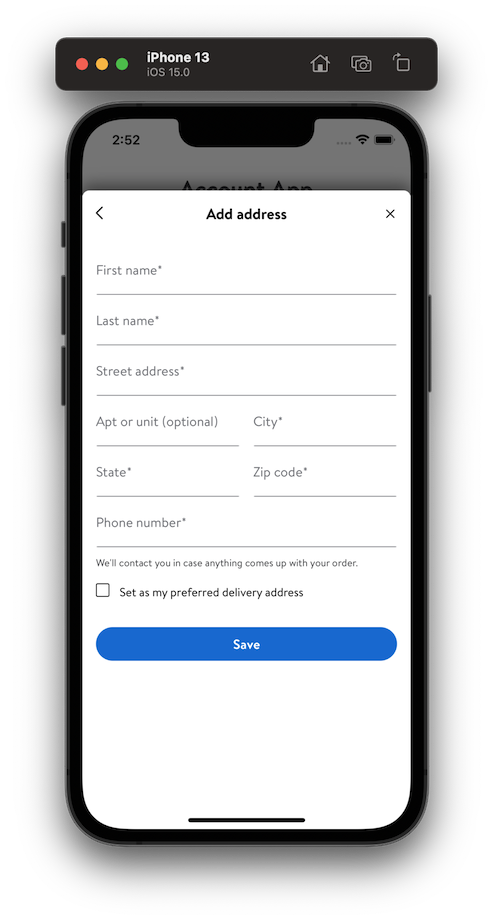 iPhone 13
iOS 15.0
2:52
Account App
Add address
First name*
Last name*
Street address*
Apt or unit (optional) City*
State* Zip code*
Phone number*
We'll contact you in case anything comes up with your order.
Set as my preferred delivery address
Save